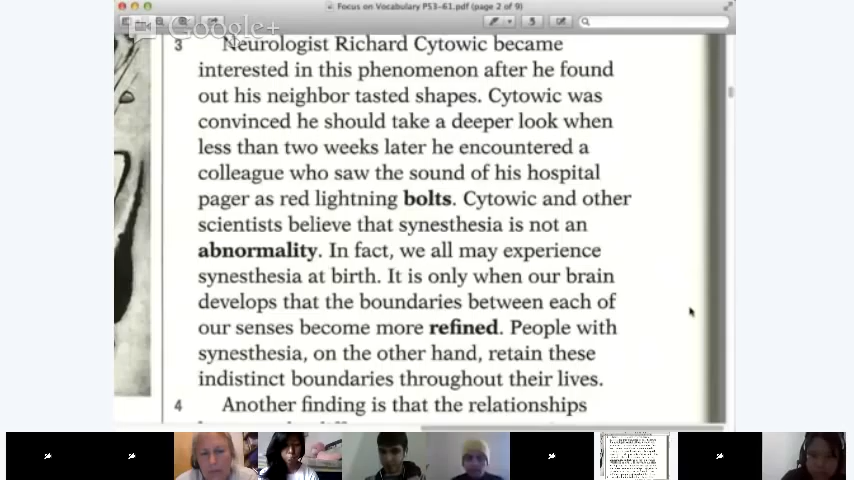 Focus on Vocabulary P53-61.pdf (page 2 of 9)
Google+
3 Neurologist Richard Cytowic became
interested in this phenomenon after he found
out his neighbor tasted shapes. Cytowic was
convinced he should take a deeper look when
less than two weeks later he encountered a
colleague who saw the sound of his hospital
pager as red lightning bolts. Cytowic and other
scientists believe that synesthesia is not an
abnormality. In fact, we all may experience
synesthesia at birth. It is only when our brain
develops that the boundaries between each of
our senses become more refined. People with
synesthesia, on the other hand, retain these
indistinct boundaries throughout their lives.
4 Another finding is that the relationships